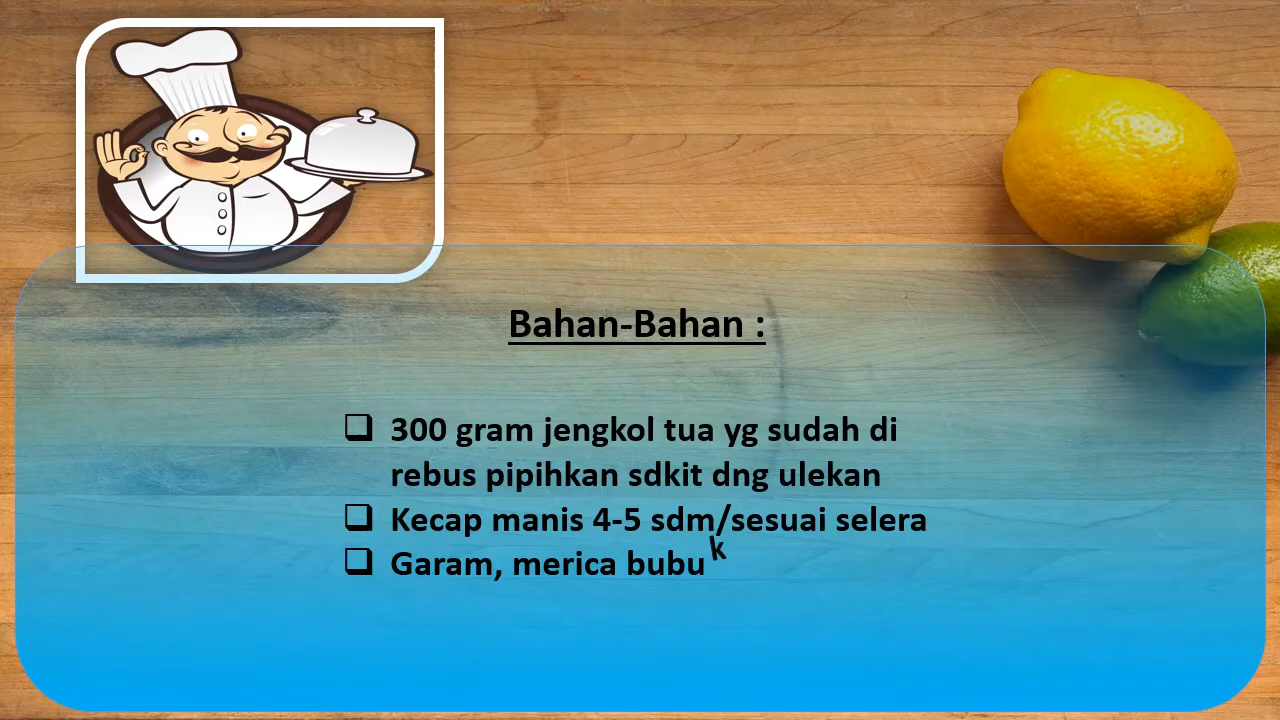 Bahan-Bahan :
❑ 300 gram jengkol tua yg sudah di
rebus pipihkan sdkit dng ulekan
❑ Kecap manis 4-5 sdm/sesuai selera
❑ Garam, merica bubuk